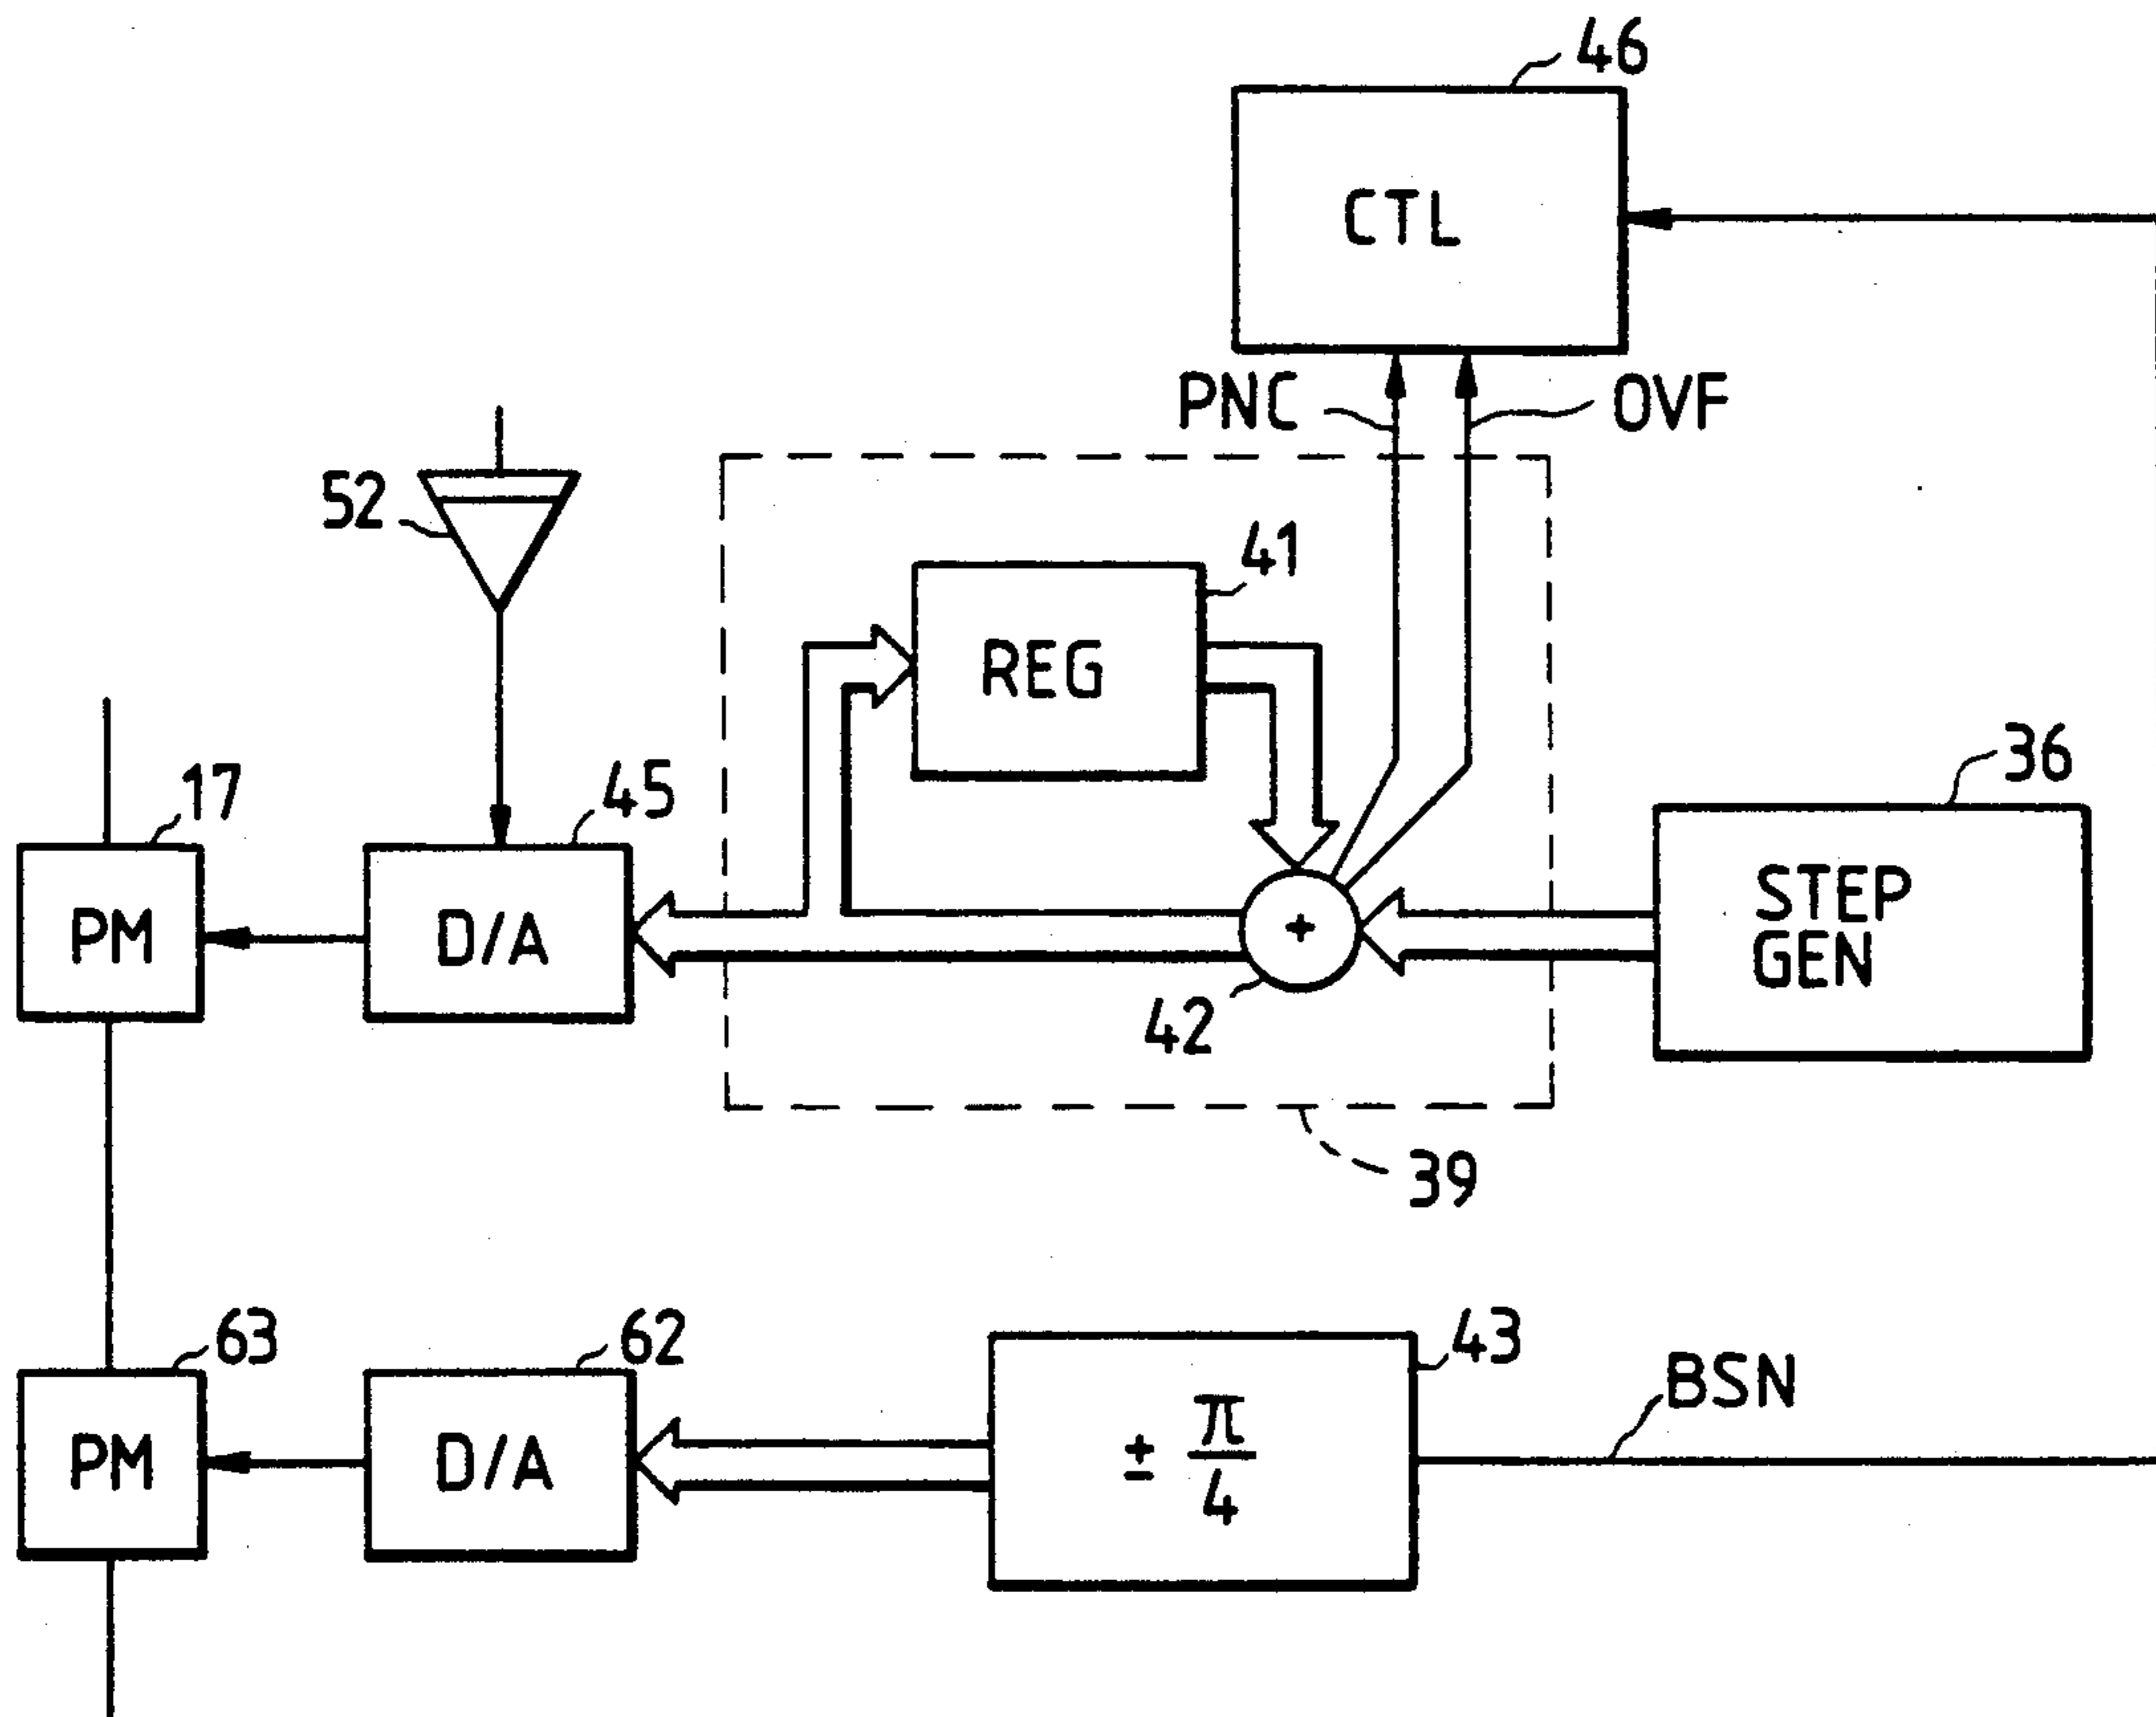 46
CTL
PNC
OVF
52
41
REG
36
17
45
STEP
GEN
PM
D/A
+
42
39
63
62
43
BSN
PM
D/A
± π/4